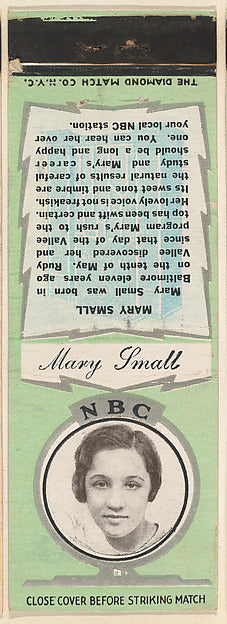 THE DIAMOND MATCH CO. N.Y.C.
MARY SMALL
Mary Small was born in
Baltimore eleven years ago
on the tenth of May. Rudy
Vallee discovered her and
since that day of the Vallee
program Mary's rush to the
top has been swift and certain.
Her lovely voice is not freakish.
Its sweet tone and timbre are
the natural results of careful
study and Mary's career
should be a long and happy
one. You can hear her over
your local NBC station.
Mary Small
NBC
CLOSE COVER BEFORE STRIKING MATCH